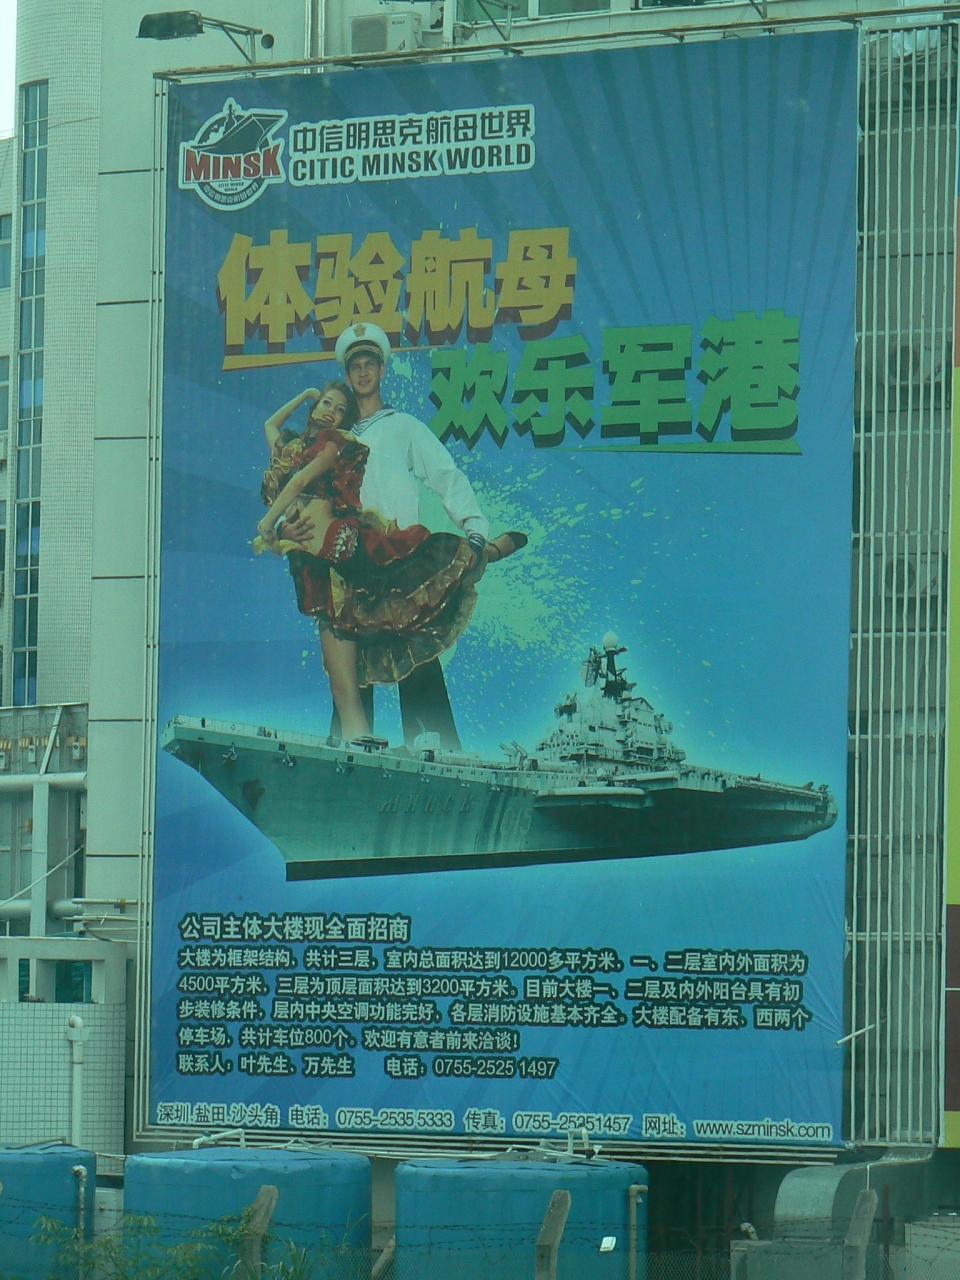 中信明思克航母世界
MINSK CITIC MINSK WORLD
CITIC MINSK WORLD
体验航母
欢乐军港
MINSK 015
公司主体大楼现全面招商
大楼为框架结构，共计三层，室内总面积达到12000多平方米，一、二层室内外面积为
4500平方米，三层为顶层面积达到3200平方米。目前大楼一、二层及内外阳台具有初
步装修条件，层内中央空调功能完好，各层消防设施基本齐全。大楼配备有东、西两个
停车场，共计车位800个。欢迎有意者前来洽谈！
联系人：叶先生、万先生 电话：0755-2525 1497
深圳.盐田.沙头角 电话：0755-2535 5333 传真：0755-25251457 网址：www.szminsk.com